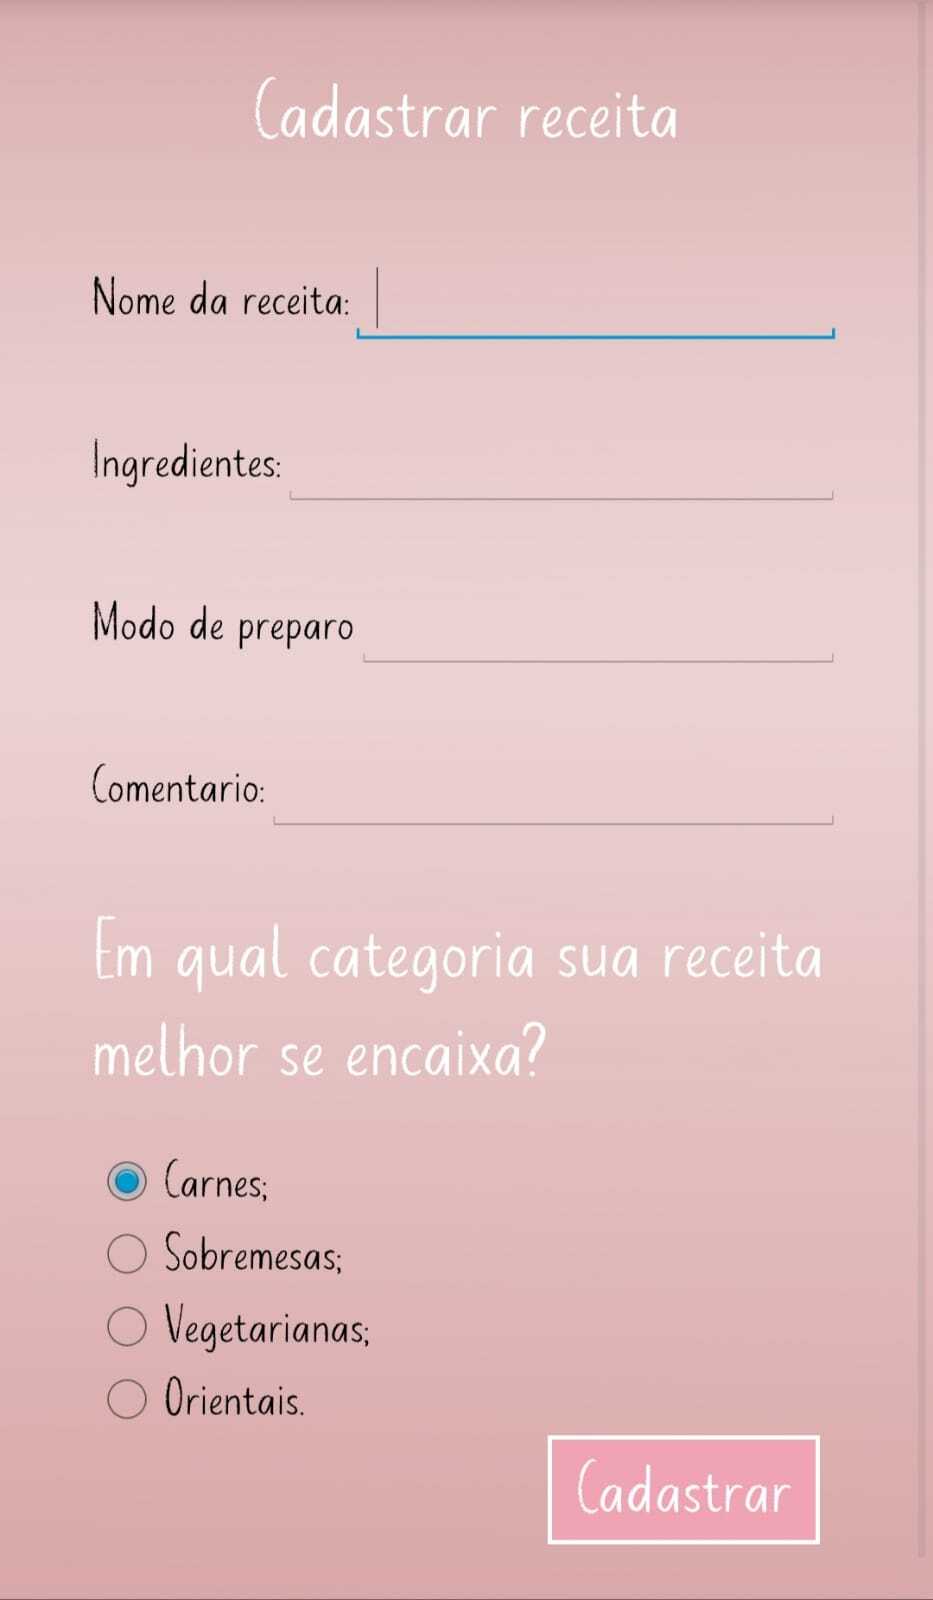 Cadastrar receita
Nome da receita:
Ingredientes:
Modo de preparo
Comentario:
Em qual categoria sua receita
melhor se encaixa?
Carnes;
Sobremesas;
Vegetarianas;
Orientais.
Cadastrar